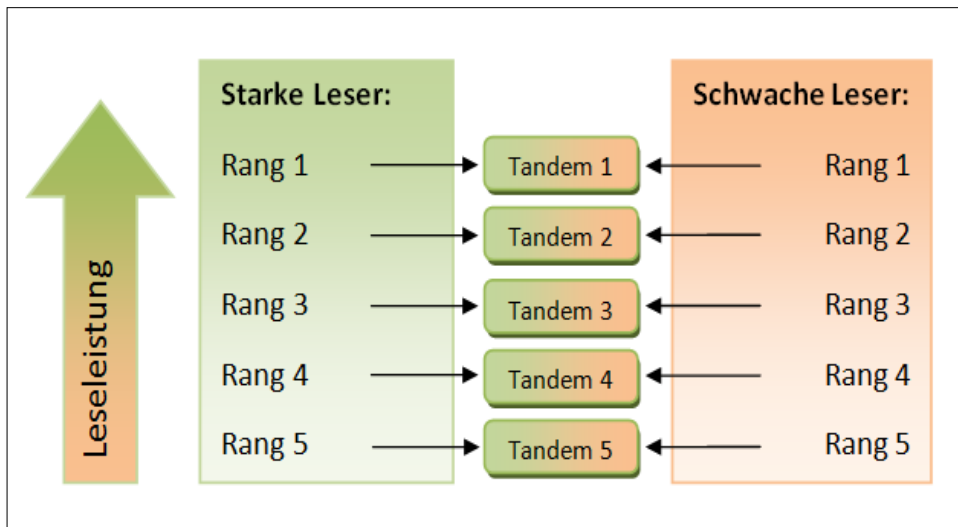 Starke Leser: Schwache Leser:
Rang 1 Tandem 1 Rang 1
Rang 2 Tandem 2 Rang 2
Rang 3 Tandem 3 Rang 3
Rang 4 Tandem 4 Rang 4
Rang 5 Tandem 5 Rang 5
Leseleistung